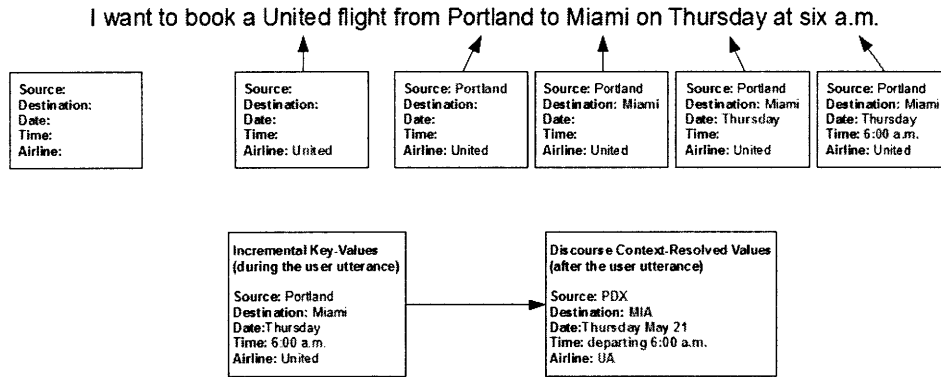 I want to book a United flight from Portland to Miami on Thursday at six a.m.
Source:
Destination:
Date:
Time:
Airline:
Source:
Destination:
Date:
Time:
Airline: United
Source: Portland
Destination:
Date:
Time:
Airline: United
Source: Portland
Destination: Miami
Date:
Time:
Airline: United
Source: Portland
Destination: Miami
Date: Thursday
Time:
Airline: United
Source: Portland
Destination: Miami
Date: Thursday
Time: 6:00 a.m.
Airline: United
Incremental Key-Values
(during the user utterance)
Source: Portland
Destination: Miami
Date:Thursday
Time: 6:00 a.m.
Airline: United
Discourse Context-Resolved Values
(after the user utterance)
Source: PDX
Destination: MIA
Date:Thursday May 21
Time: departing 6:00 a.m.
Airline: UA